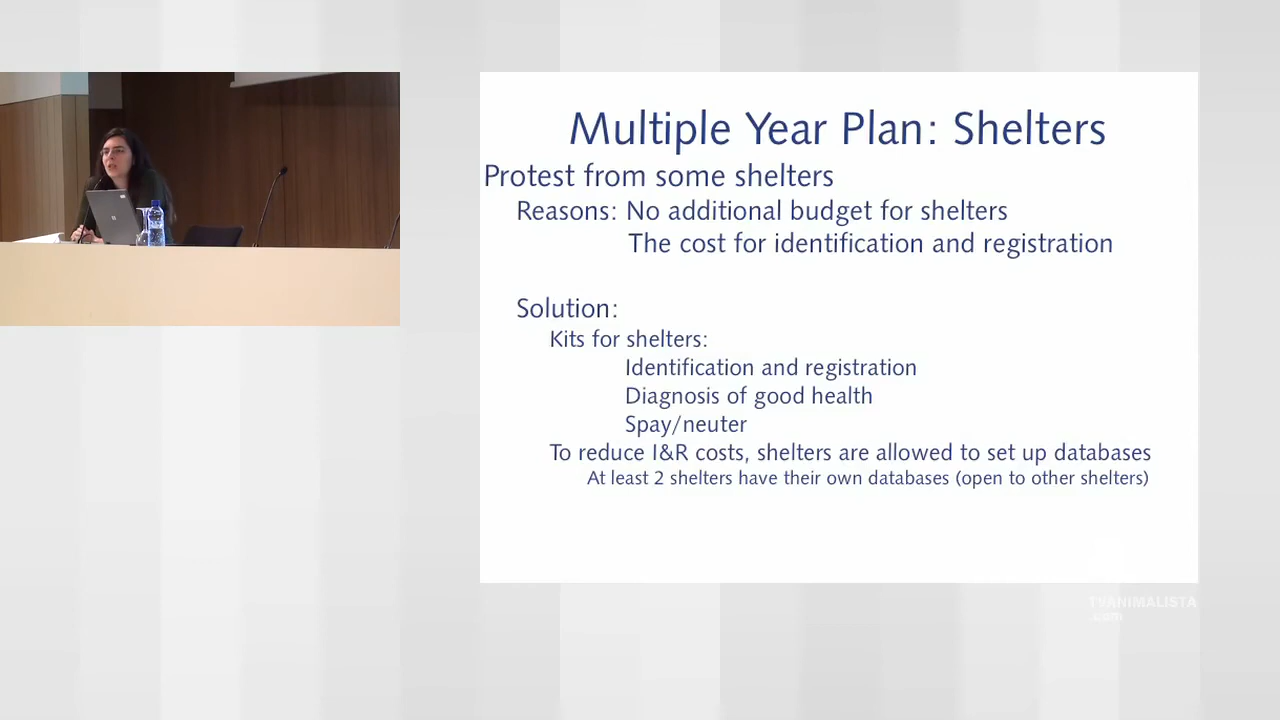 Multiple Year Plan: Shelters
Protest from some shelters
Reasons: No additional budget for shelters
The cost for identification and registration
Solution:
Kits for shelters:
Identification and registration
Diagnosis of good health
Spay/neuter
To reduce I&R costs, shelters are allowed to set up databases
At least 2 shelters have their own databases (open to other shelters)
TVANIMALISTA
.com